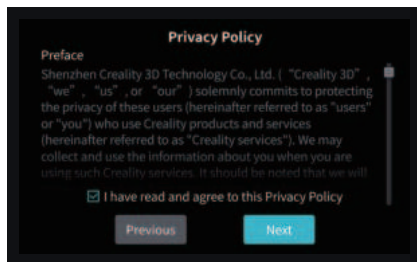 Privacy Policy
Preface
Shenzhen Creality 3D Technology Co., Ltd. ( “Creality 3D” ,
“we” , “us” , or “our” ) solemnly commits to protecting
the privacy of these users (hereinafter referred to as "users"
or "you") who use Creality products and services
(hereinafter referred to as "Creality services"). We may
collect and use the information about you when you are
using such Creality services. It should be noted that we will
I have read and agree to this Privacy Policy
Previous
Next